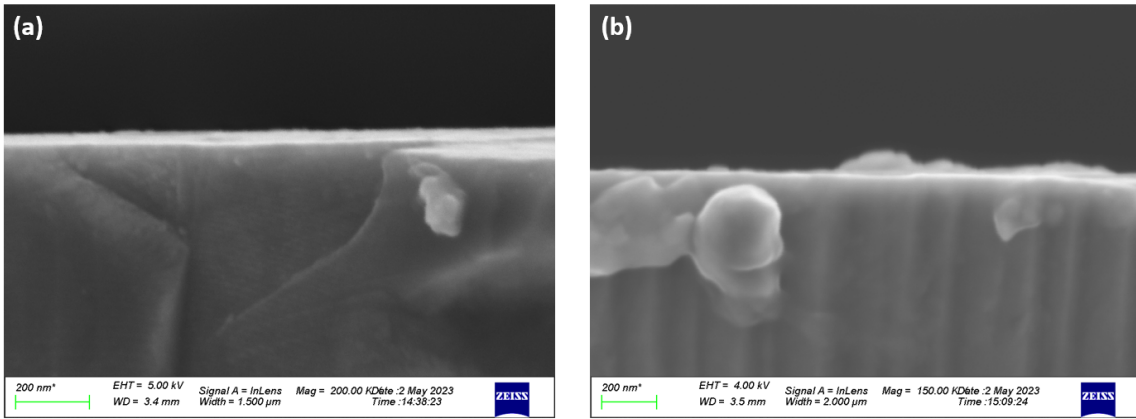 (a)
200 nm*
EHT = 5.00 kV
WD = 3.4 mm
Signal A = InLens
Width = 1.500 µm
Mag = 200.00 K
Date :2 May 2023
Time :14:38:23
ZEISS
(b)
200 nm*
EHT = 4.00 kV
WD = 3.5 mm
Signal A = InLens
Width = 2.000 µm
Mag = 150.00 K
Date :2 May 2023
Time :15:09:24
ZEISS